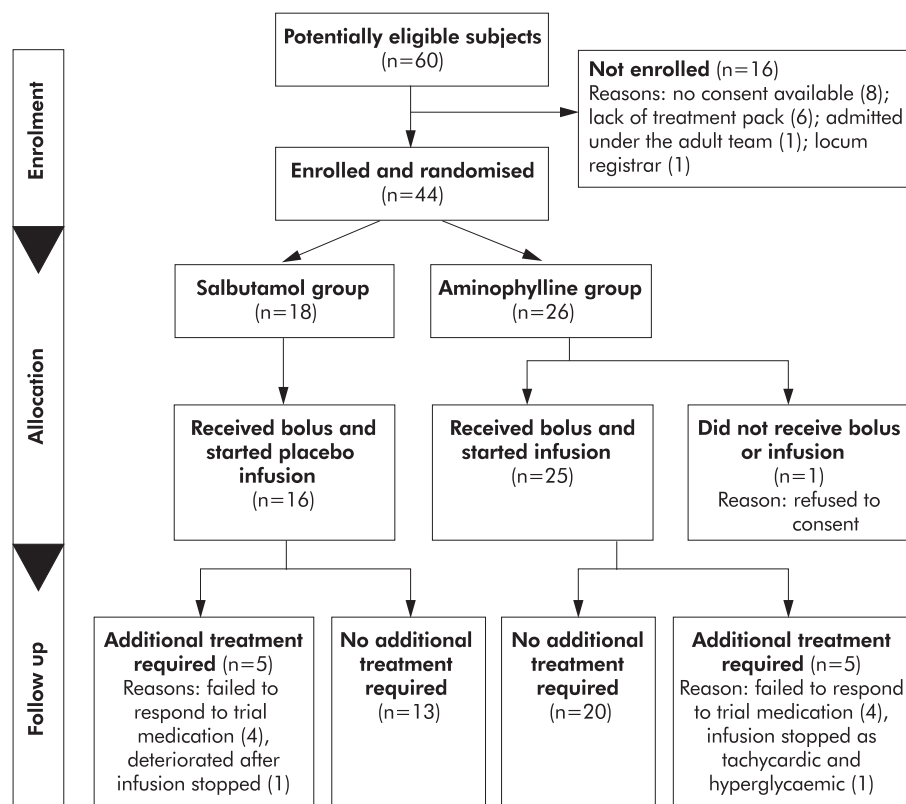 Enrolment
Potentially eligible subjects
(n=60)
Not enrolled (n=16)
Reasons: no consent available (8);
lack of treatment pack (6); admitted
under the adult team (1); locum
registrar (1)
Enrolled and randomised
(n=44)
Allocation
Salbutamol group
(n=18)
Aminophylline group
(n=26)
Received bolus and
started placebo
infusion
(n=16)
Received bolus and
started infusion
(n=25)
Did not receive bolus
or infusion
(n=1)
Reason: refused to
consent
Follow up
Additional treatment
required (n=5)
Reasons: failed to
respond to trial
medication (4),
deteriorated after
infusion stopped (1)
No additional
treatment
required
(n=13)
No additional
treatment
required
(n=20)
Additional treatment
required (n=5)
Reason: failed to respond
to trial medication (4),
infusion stopped as
tachycardic and
hyperglycaemic (1)